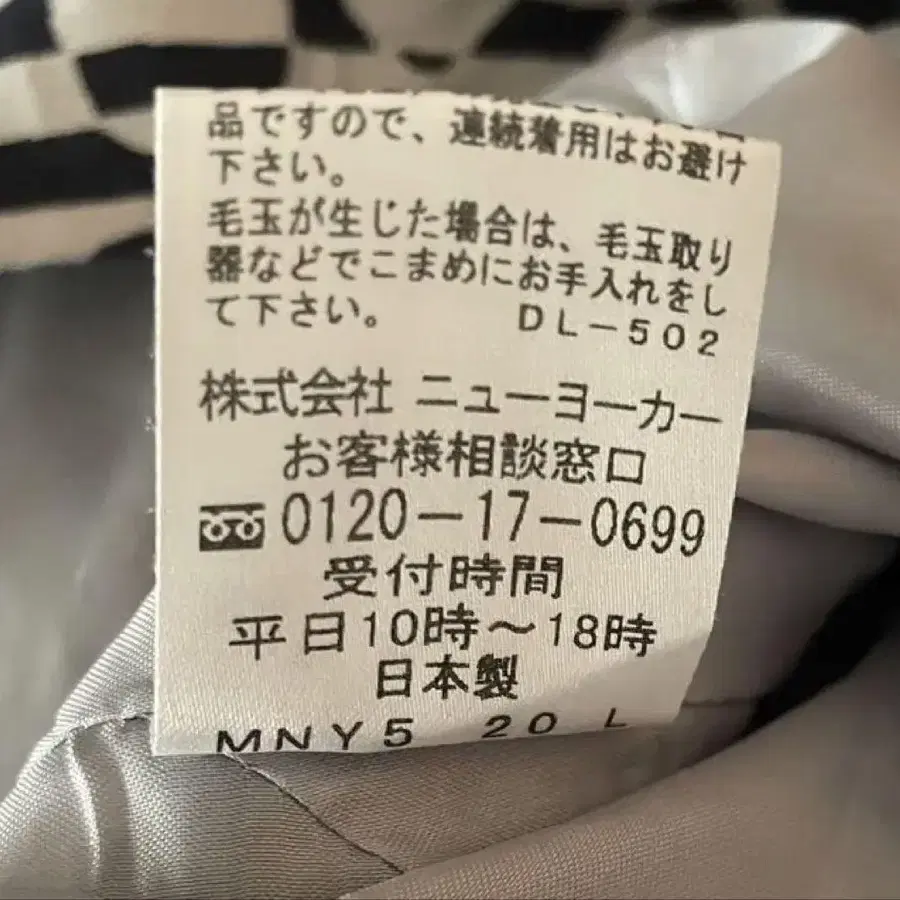 品ですので、連続着用はお避け
下さい。
毛玉が生じた場合は、毛玉取り
器などでこまめにお手入れをし
て下さい。 DL－502
株式会社 ニューヨーカー
お客様相談窓口
0120－17－0699
受付時間
平日10時～18時
日本製
MNY5 20 L